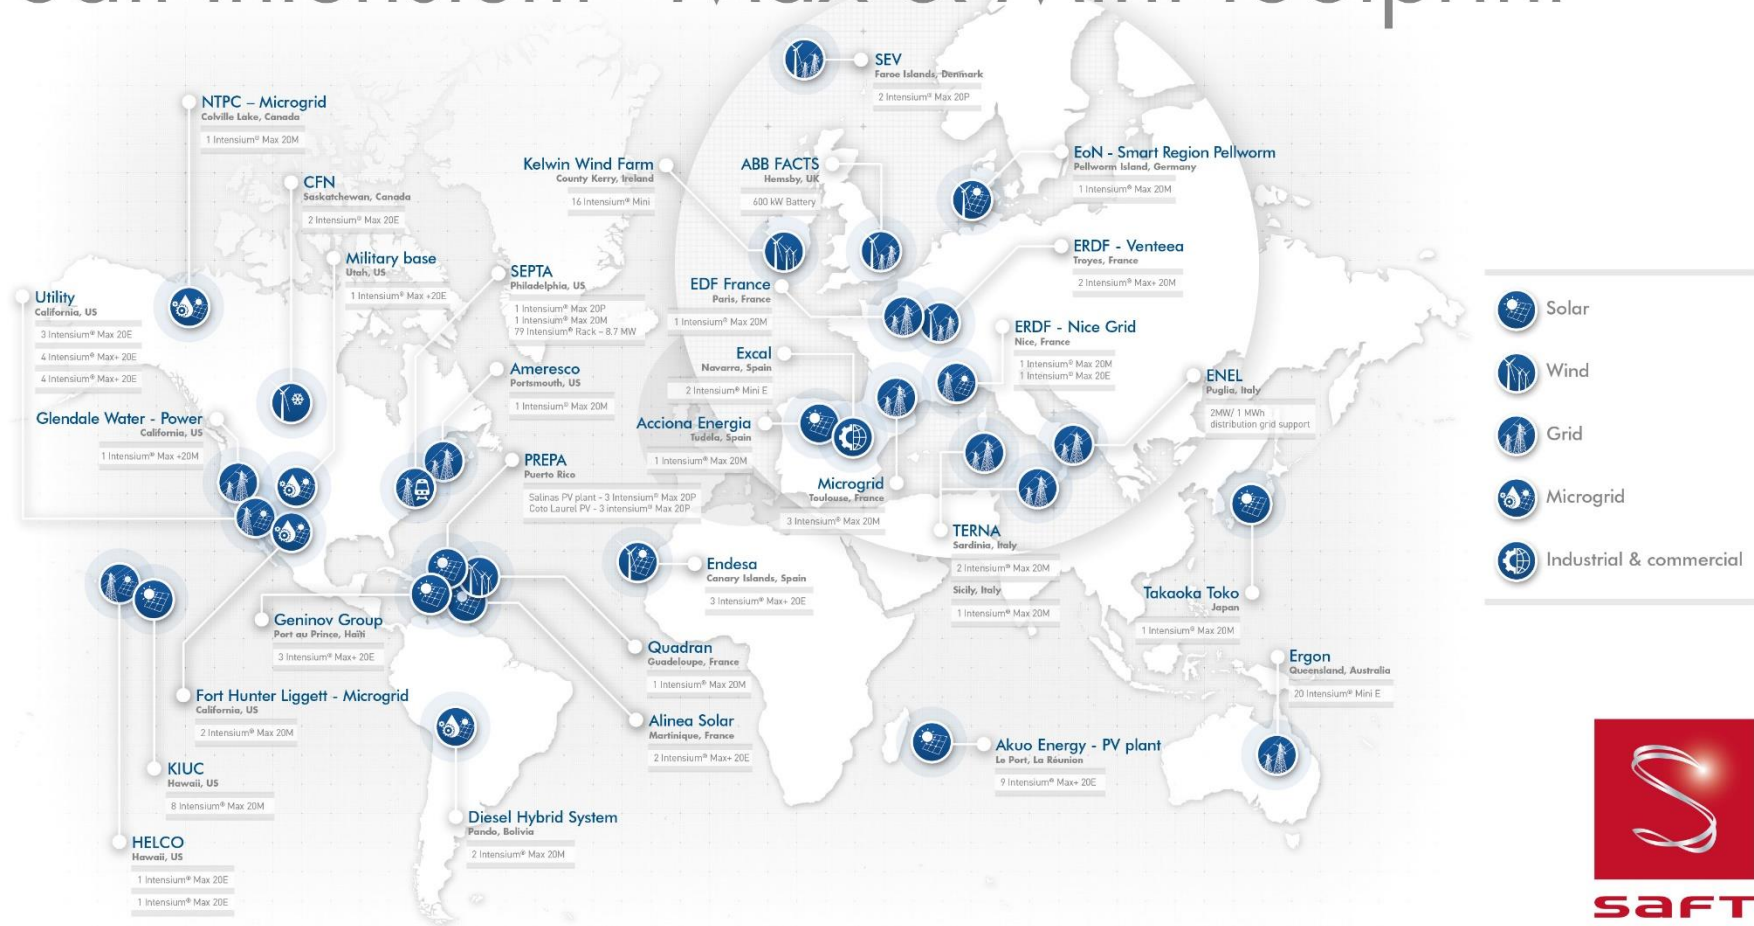 Saft Intensium® Max & Mini footprint
SEV
Faroe Islands, Denmark
2 Intensium® Max 20P
NTPC – Microgrid
Colville Lake, Canada
1 Intensium® Max 20M
CFN
Saskatchewan, Canada
2 Intensium® Max 20E
Kelwin Wind Farm
County Kerry, Ireland
16 Intensium® Mini
ABB FACTS
Hemsby, UK
600 kW Battery
EoN - Smart Region Pellworm
Pellworm Island, Germany
1 Intensium® Max 20M
Military base
Utah, US
1 Intensium® Max +20E
SEPTA
Philadelphia, US
1 Intensium® Max 20P
1 Intensium® Max 20M
79 Intensium® Rack – 8.7 MW
EDF France
Paris, France
1 Intensium® Max 20M
ERDF - Venteea
Troyes, France
2 Intensium® Max+ 20M
Utility
California, US
3 Intensium® Max 20E
4 Intensium® Max+ 20E
4 Intensium® Max+ 20E
ERDF - Nice Grid
Nice, France
1 Intensium® Max 20M
1 Intensium® Max 20E
Excal
Navarra, Spain
2 Intensium® Mini E
Ameresco
Portsmouth, US
1 Intensium® Max 20M
ENEL
Puglia, Italy
2MW/ 1 MWh
distribution grid support
Glendale Water - Power
California, US
1 Intensium® Max +20M
Acciona Energia
Tudela, Spain
1 Intensium® Max 20M
PREPA
Puerto Rico
Salinas PV plant - 3 Intensium® Max 20P
Coto Laurel PV - 3 intensium® Max 20P
Microgrid
Toulouse, France
3 Intensium® Max 20M
TERNA
Sardinia, Italy
2 Intensium® Max 20M
Sicily, Italy
1 Intensium® Max 20M
Endesa
Canary Islands, Spain
3 Intensium® Max+ 20E
Takaoka Toko
Japan
1 Intensium® Max 20M
Geninov Group
Port au Prince, Haïti
3 Intensium® Max+ 20E
Quadran
Guadeloupe, France
1 Intensium® Max 20M
Ergon
Queensland, Australia
20 Intensium® Mini E
Fort Hunter Liggett - Microgrid
California, US
2 Intensium® Max 20M
Alinea Solar
Martinique, France
2 Intensium® Max+ 20E
Akuo Energy - PV plant
Le Port, La Réunion
9 Intensium® Max+ 20E
KIUC
Hawaii, US
8 Intensium® Max 20M
Diesel Hybrid System
Pando, Bolivia
2 Intensium® Max 20M
HELCO
Hawaii, US
1 Intensium® Max 20E
1 Intensium® Max 20E
Solar
Wind
Grid
Microgrid
Industrial & commercial
saft